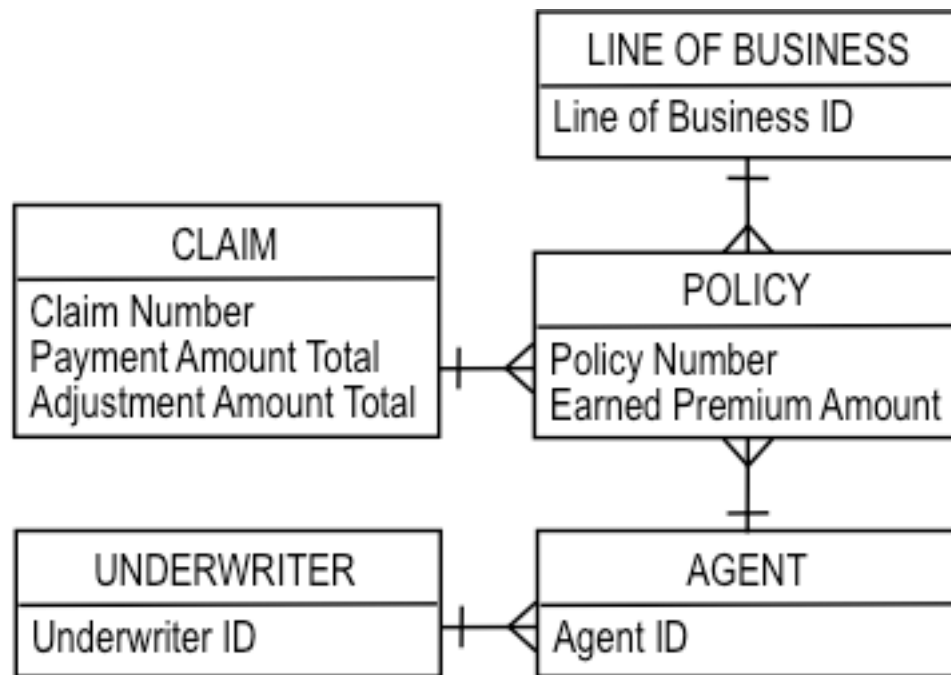 LINE OF BUSINESS
Line of Business ID
CLAIM
Claim Number
Payment Amount Total
Adjustment Amount Total
POLICY
Policy Number
Earned Premium Amount
UNDERWRITER
Underwriter ID
AGENT
Agent ID